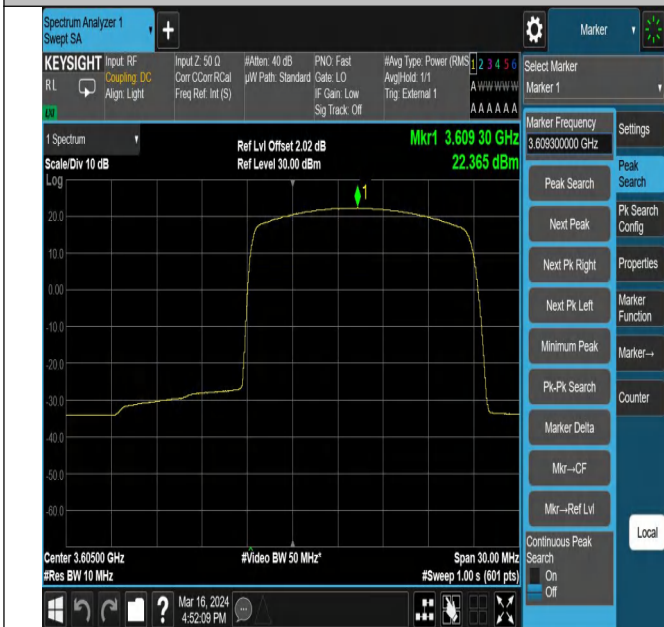 Spectrum Analyzer 1
Swept SA
+
Marker
KEYSIGHT
RL
LXI
Input: RF
Coupling: DC
Align: Light
Input Z: 50 Ω
Corr CCorr RCal
Freq Ref: Int (S)
#Atten: 40 dB
µW Path: Standard
PNO: Fast
Gate: LO
IF Gain: Low
Sig Track: Off
#Avg Type: Power (RMS
Avg|Hold: 1/1
Trig: External 1
1 2 3 4 5 6
A W W W W W
A A A A A A
Select Marker
Marker 1
1 Spectrum
Scale/Div 10 dB
Log
Ref Lvl Offset 2.02 dB
Ref Level 30.00 dBm
Mkr1 3.609 30 GHz
22.365 dBm
1
20.0
10.0
0.00
-10.0
-20.0
-30.0
-40.0
-50.0
-60.0
Center 3.60500 GHz
#Res BW 10 MHz
#Video BW 50 MHz*
Span 30.00 MHz
#Sweep 1.00 s (601 pts)
Marker Frequency
3.609300000 GHz
Peak Search
Next Peak
Next Pk Right
Next Pk Left
Minimum Peak
Pk-Pk Search
Marker Delta
Mkr→CF
Mkr→Ref Lvl
Continuous Peak
Search
On
Off
Settings
Peak
Search
Pk Search
Config
Properties
Marker
Function
Marker→
Counter
Local
?
Mar 16, 2024
4:52:09 PM